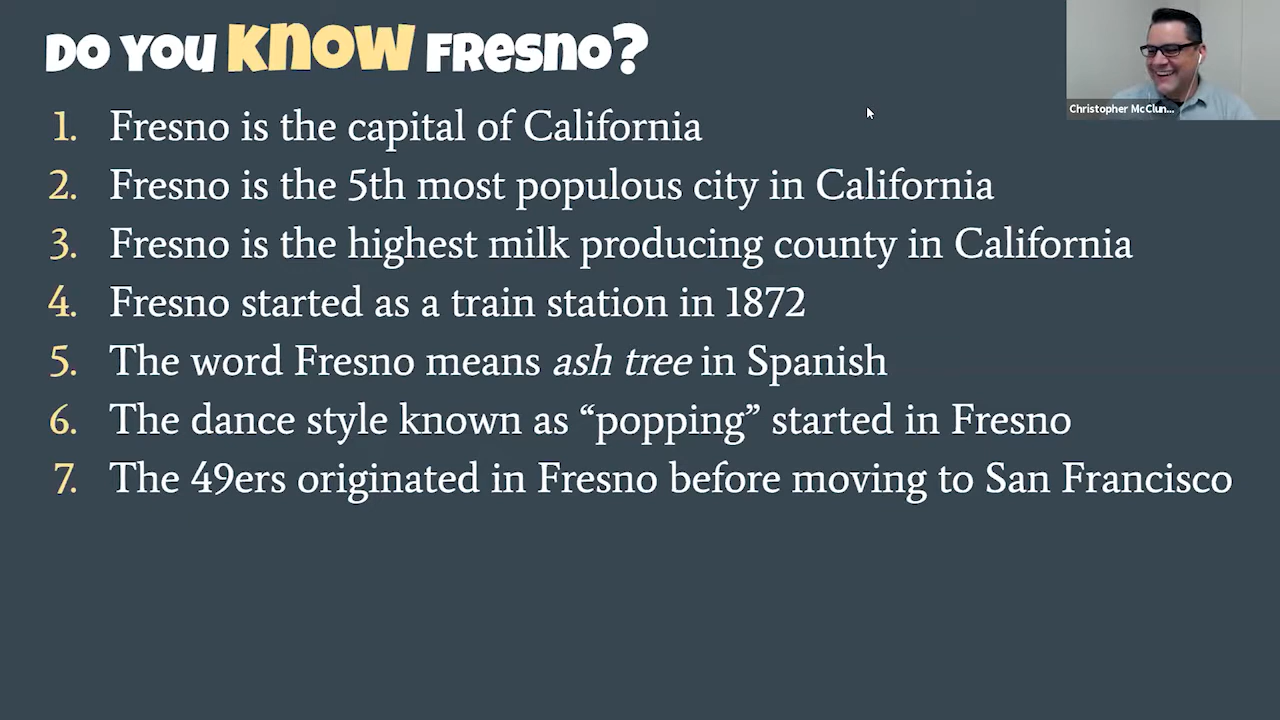 Do you know Fresno?
1. Fresno is the capital of California
2. Fresno is the 5th most populous city in California
3. Fresno is the highest milk producing county in California
4. Fresno started as a train station in 1872
5. The word Fresno means ash tree in Spanish
6. The dance style known as “popping” started in Fresno
7. The 49ers originated in Fresno before moving to San Francisco
Christopher McClun...